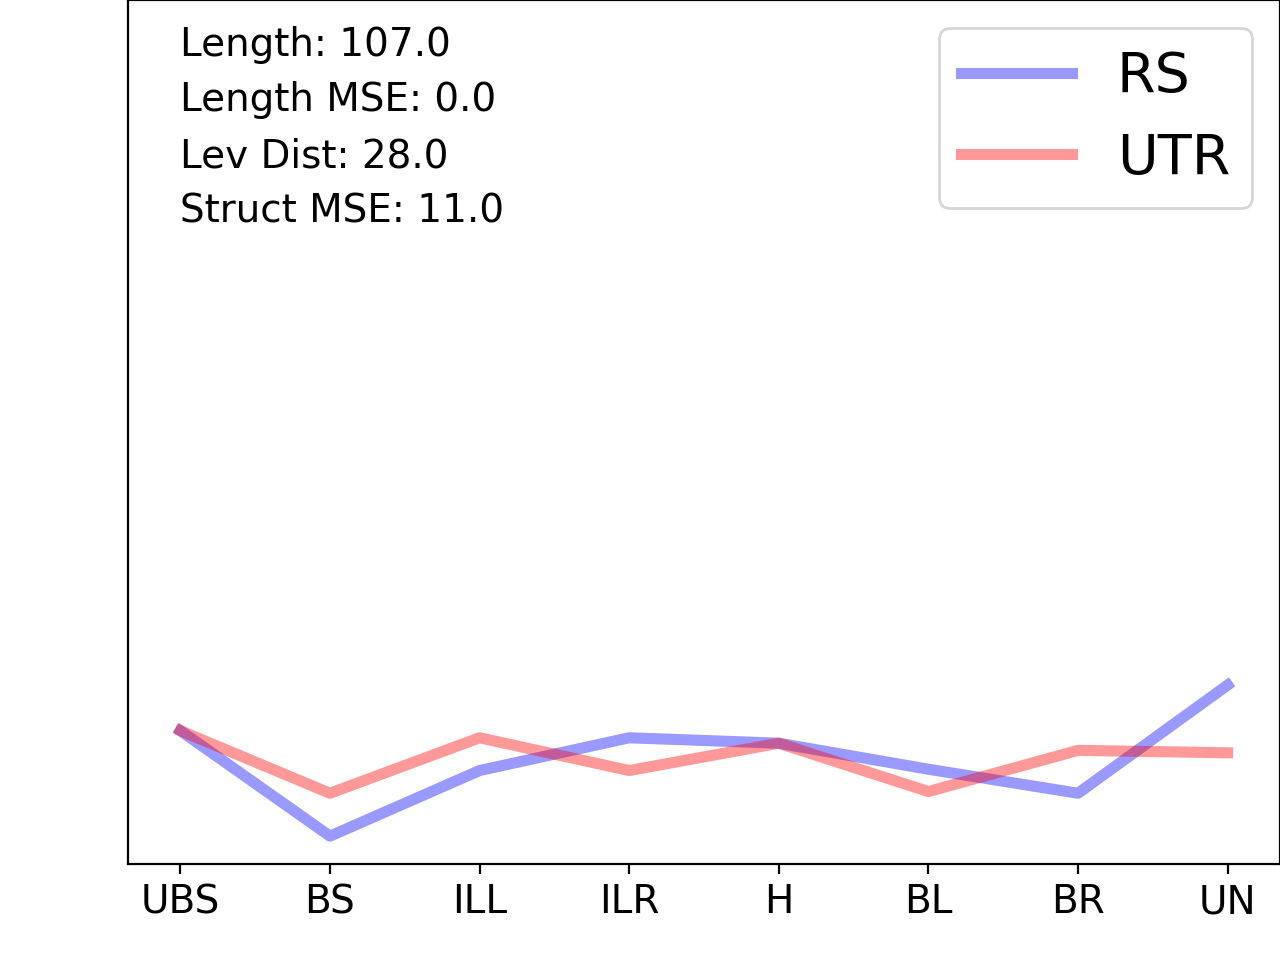 Length: 107.0
Length MSE: 0.0
Lev Dist: 28.0
Struct MSE: 11.0
RS
UTR
UBS BS ILL ILR H BL BR UN